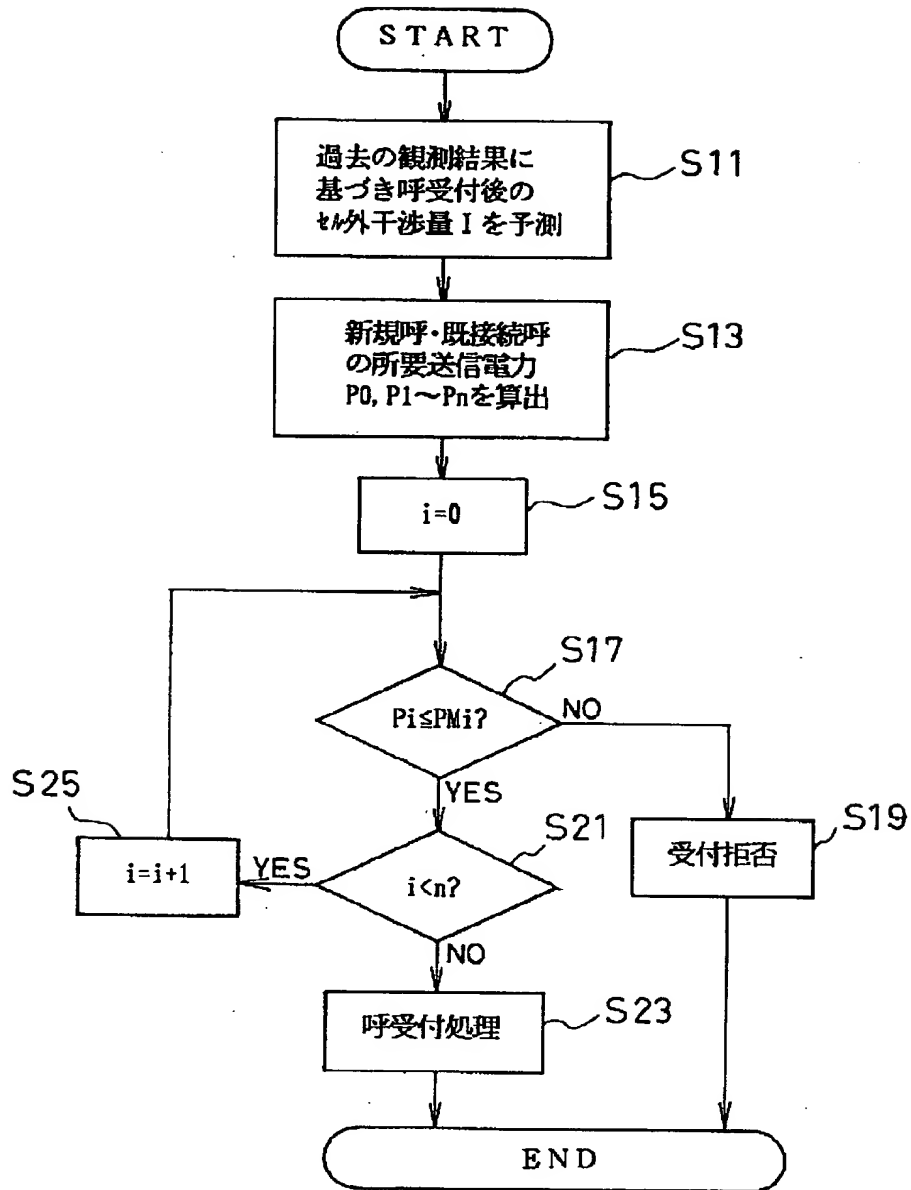 START
過去の観測結果に
基づき呼受付後の
ｾﾙ外干渉量Iを予測
S11
新規呼・既接続呼
の所要送信電力
P0, P1～Pnを算出
S13
i=0
S15
S17
Pi≦PMi?
NO
YES
S25
i=i+1
YES
i<n?
S21
受付拒否
S19
NO
呼受付処理
S23
END